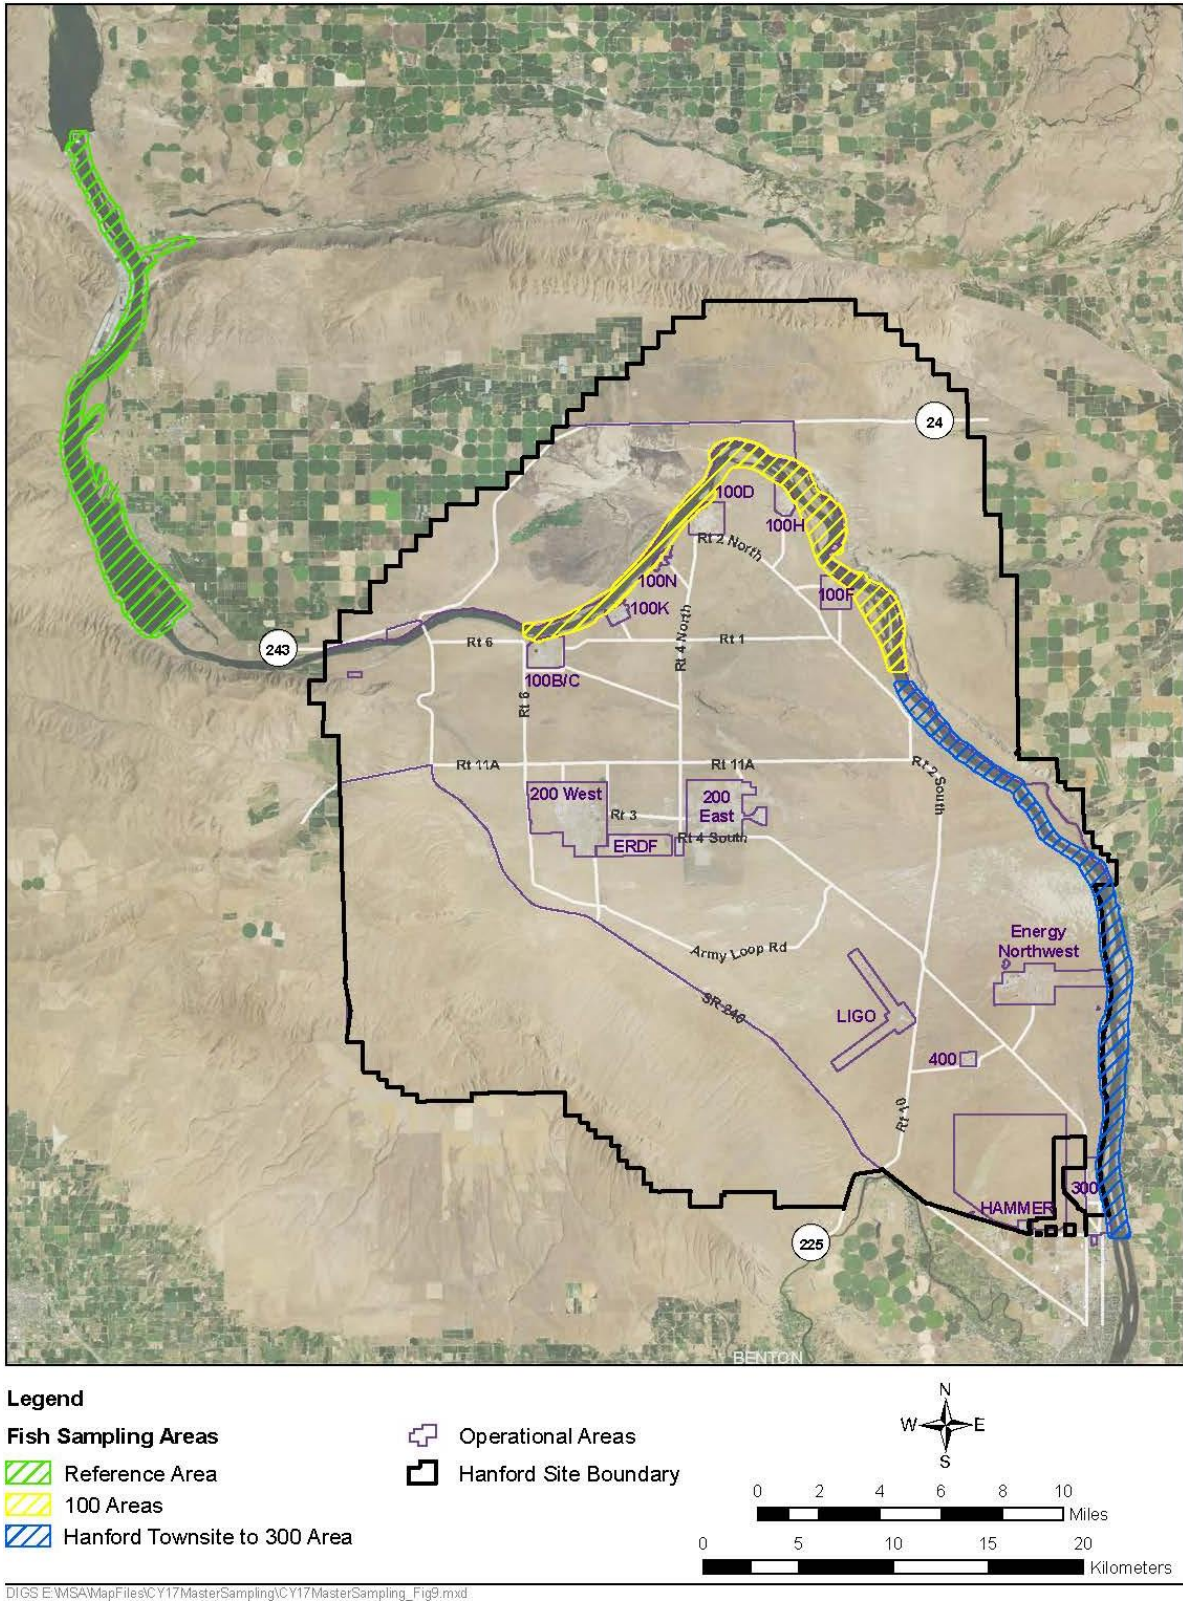 24
100D
100H
Rt 2 North
100N
100F
100K
243
Rt 6
Rt 4 North
Rt 1
100B/C
Rt 6
Rt 11A
Rt 11A
Rt 2 South
200 West
200
East
Rt 3
ERDF
Rt 4 South
Energy
Northwest
Army Loop Rd
SR 240
LIGO
400
Rt 10
300
HAMMER
225
BENTON
Legend
Fish Sampling Areas
Reference Area
100 Areas
Hanford Townsite to 300 Area
Operational Areas
Hanford Site Boundary
N
W E
S
0 2 4 6 8 10
Miles
0 5 10 15 20
Kilometers
DIGS E:\MSA\MapFiles\CY17MasterSampling\CY17MasterSampling_Fig9.mxd